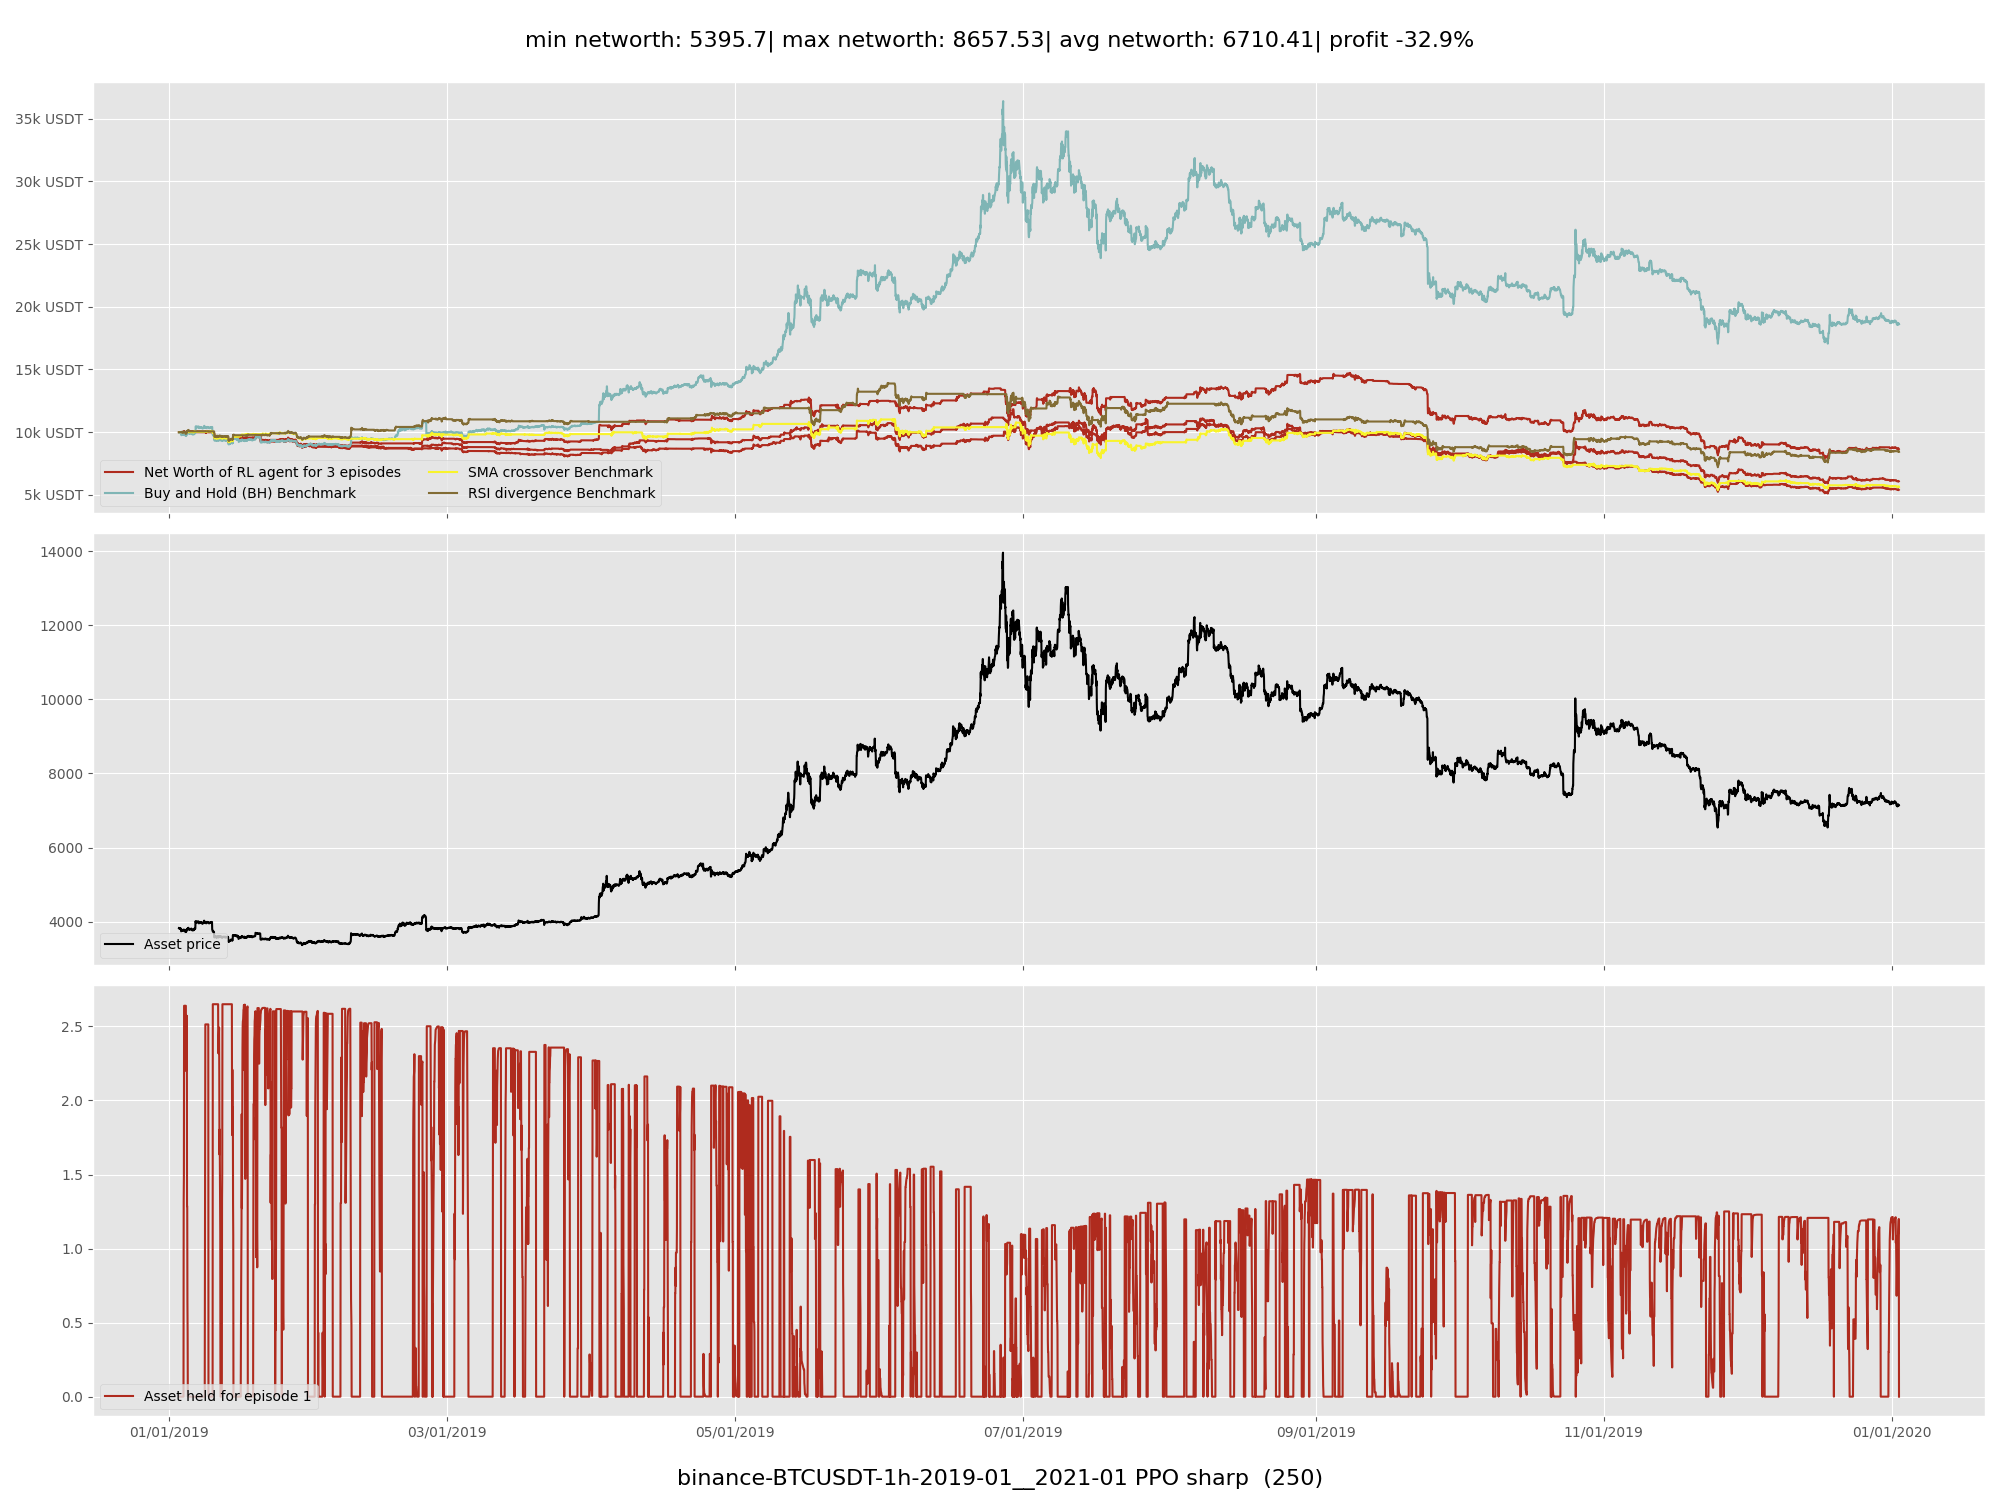 min networth: 5395.7| max networth: 8657.53| avg networth: 6710.41| profit -32.9%
35k USDT
30k USDT
25k USDT
20k USDT
15k USDT
10k USDT
5k USDT
Net Worth of RL agent for 3 episodes
Buy and Hold (BH) Benchmark
SMA crossover Benchmark
RSI divergence Benchmark
14000
12000
10000
8000
6000
4000
Asset price
2.5
2.0
1.5
1.0
0.5
0.0
Asset held for episode 1
01/01/2019
03/01/2019
05/01/2019
07/01/2019
09/01/2019
11/01/2019
01/01/2020
binance-BTCUSDT-1h-2019-01__2021-01 PPO sharp  (250)